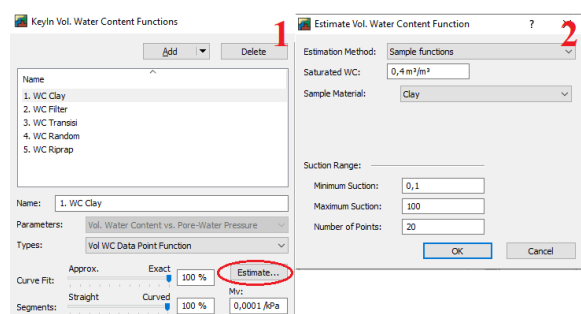 KeyIn Vol. Water Content Functions
1
Add
Delete
Name
1. WC Clay
2. WC Filter
3. WC Transisi
4. WC Random
5. WC Riprap
Name: 1. WC Clay
Parameters: Vol. Water Content vs. Pore-Water Pressure
Types: Vol WC Data Point Function
Approx. Exact
Curve Fit: 100 % Estimate...
Straight Curved Mv:
Segments: 100 % 0,0001 /kPa
Estimate Vol. Water Content Function ?
2
Estimation Method: Sample functions
Saturated WC: 0,4 m³/m³
Sample Material: Clay
Suction Range:
Minimum Suction: 0,1
Maximum Suction: 100
Number of Points: 20
OK Cancel